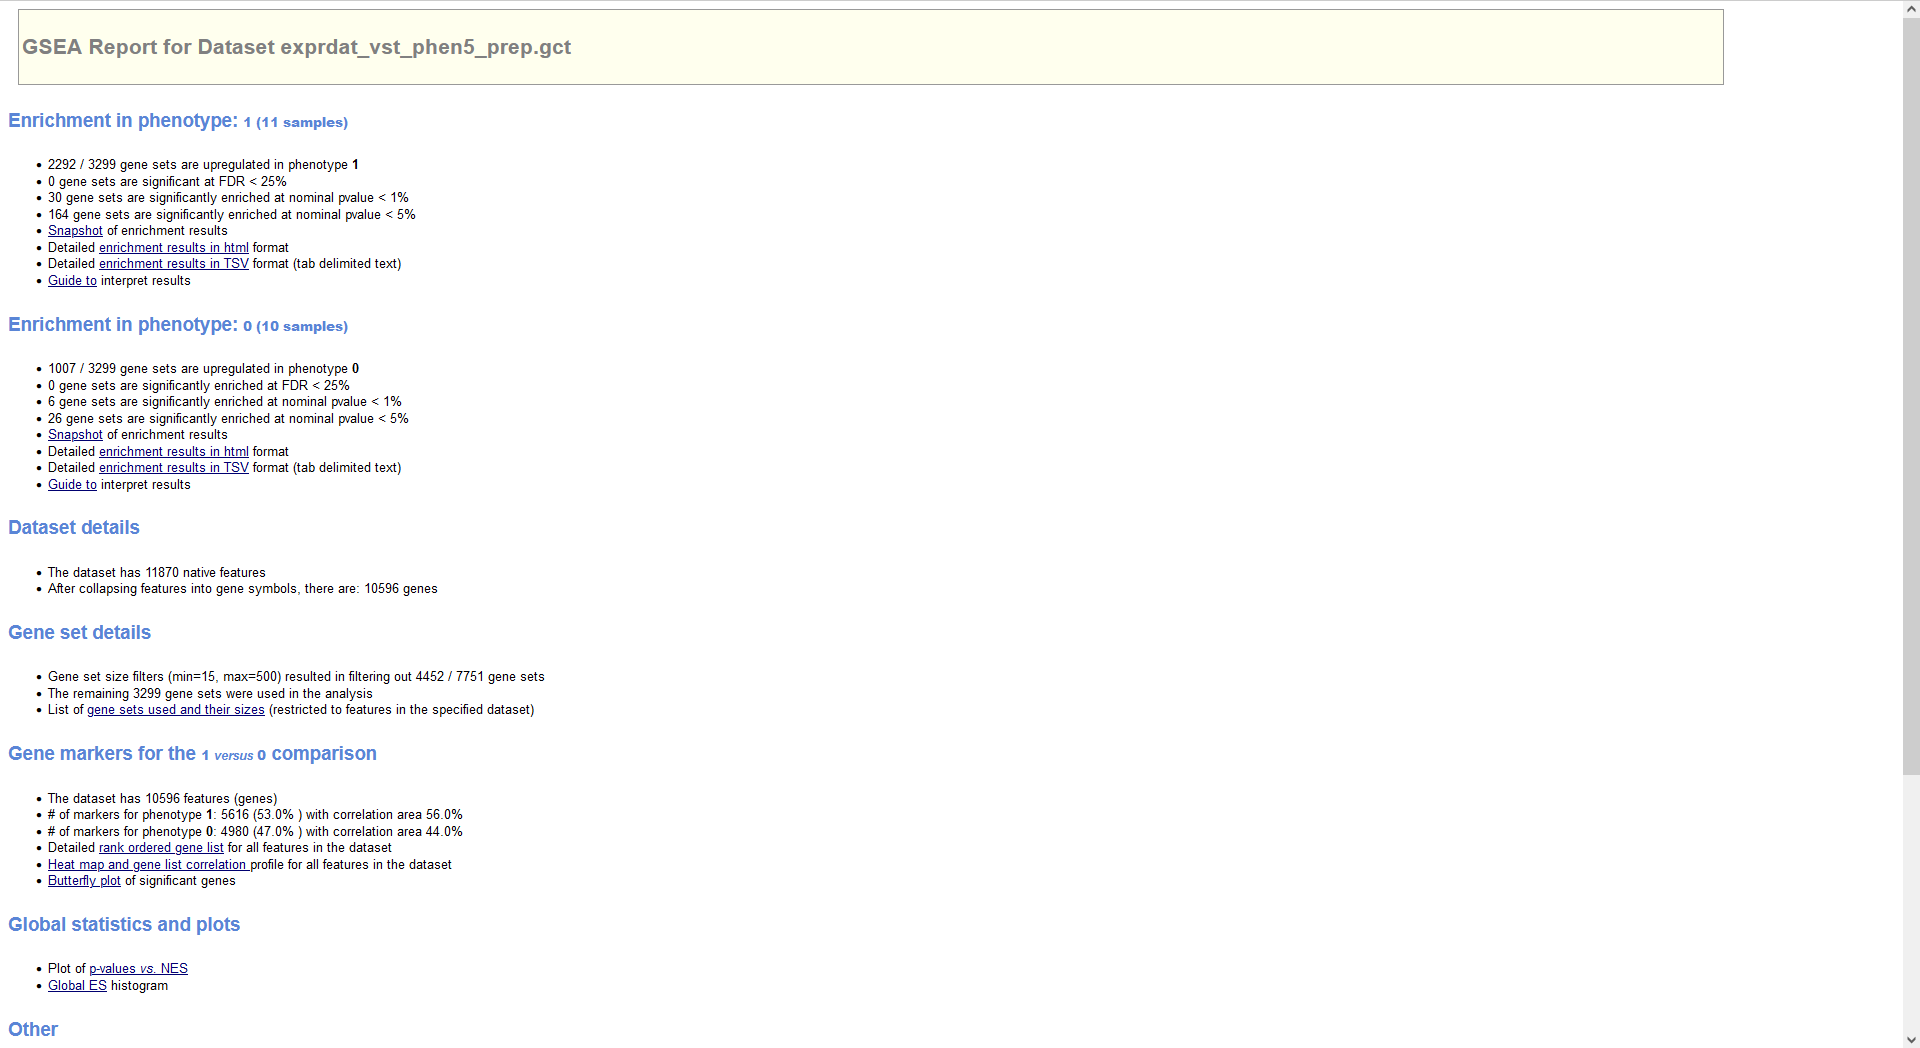 GSEA Report for Dataset exprdat_vst_phen5_prep.gct
Enrichment in phenotype: 1 (11 samples)
• 2292 / 3299 gene sets are upregulated in phenotype 1
• 0 gene sets are significant at FDR < 25%
• 30 gene sets are significantly enriched at nominal pvalue < 1%
• 164 gene sets are significantly enriched at nominal pvalue < 5%
• Snapshot of enrichment results
• Detailed enrichment results in html format
• Detailed enrichment results in TSV format (tab delimited text)
• Guide to interpret results
Enrichment in phenotype: 0 (10 samples)
• 1007 / 3299 gene sets are upregulated in phenotype 0
• 0 gene sets are significantly enriched at FDR < 25%
• 6 gene sets are significantly enriched at nominal pvalue < 1%
• 26 gene sets are significantly enriched at nominal pvalue < 5%
• Snapshot of enrichment results
• Detailed enrichment results in html format
• Detailed enrichment results in TSV format (tab delimited text)
• Guide to interpret results
Dataset details
• The dataset has 11870 native features
• After collapsing features into gene symbols, there are: 10596 genes
Gene set details
• Gene set size filters (min=15, max=500) resulted in filtering out 4452 / 7751 gene sets
• The remaining 3299 gene sets were used in the analysis
• List of gene sets used and their sizes (restricted to features in the specified dataset)
Gene markers for the 1 versus 0 comparison
• The dataset has 10596 features (genes)
• # of markers for phenotype 1: 5616 (53.0% ) with correlation area 56.0%
• # of markers for phenotype 0: 4980 (47.0% ) with correlation area 44.0%
• Detailed rank ordered gene list for all features in the dataset
• Heat map and gene list correlation profile for all features in the dataset
• Butterfly plot of significant genes
Global statistics and plots
• Plot of p-values vs. NES
• Global ES histogram
Other